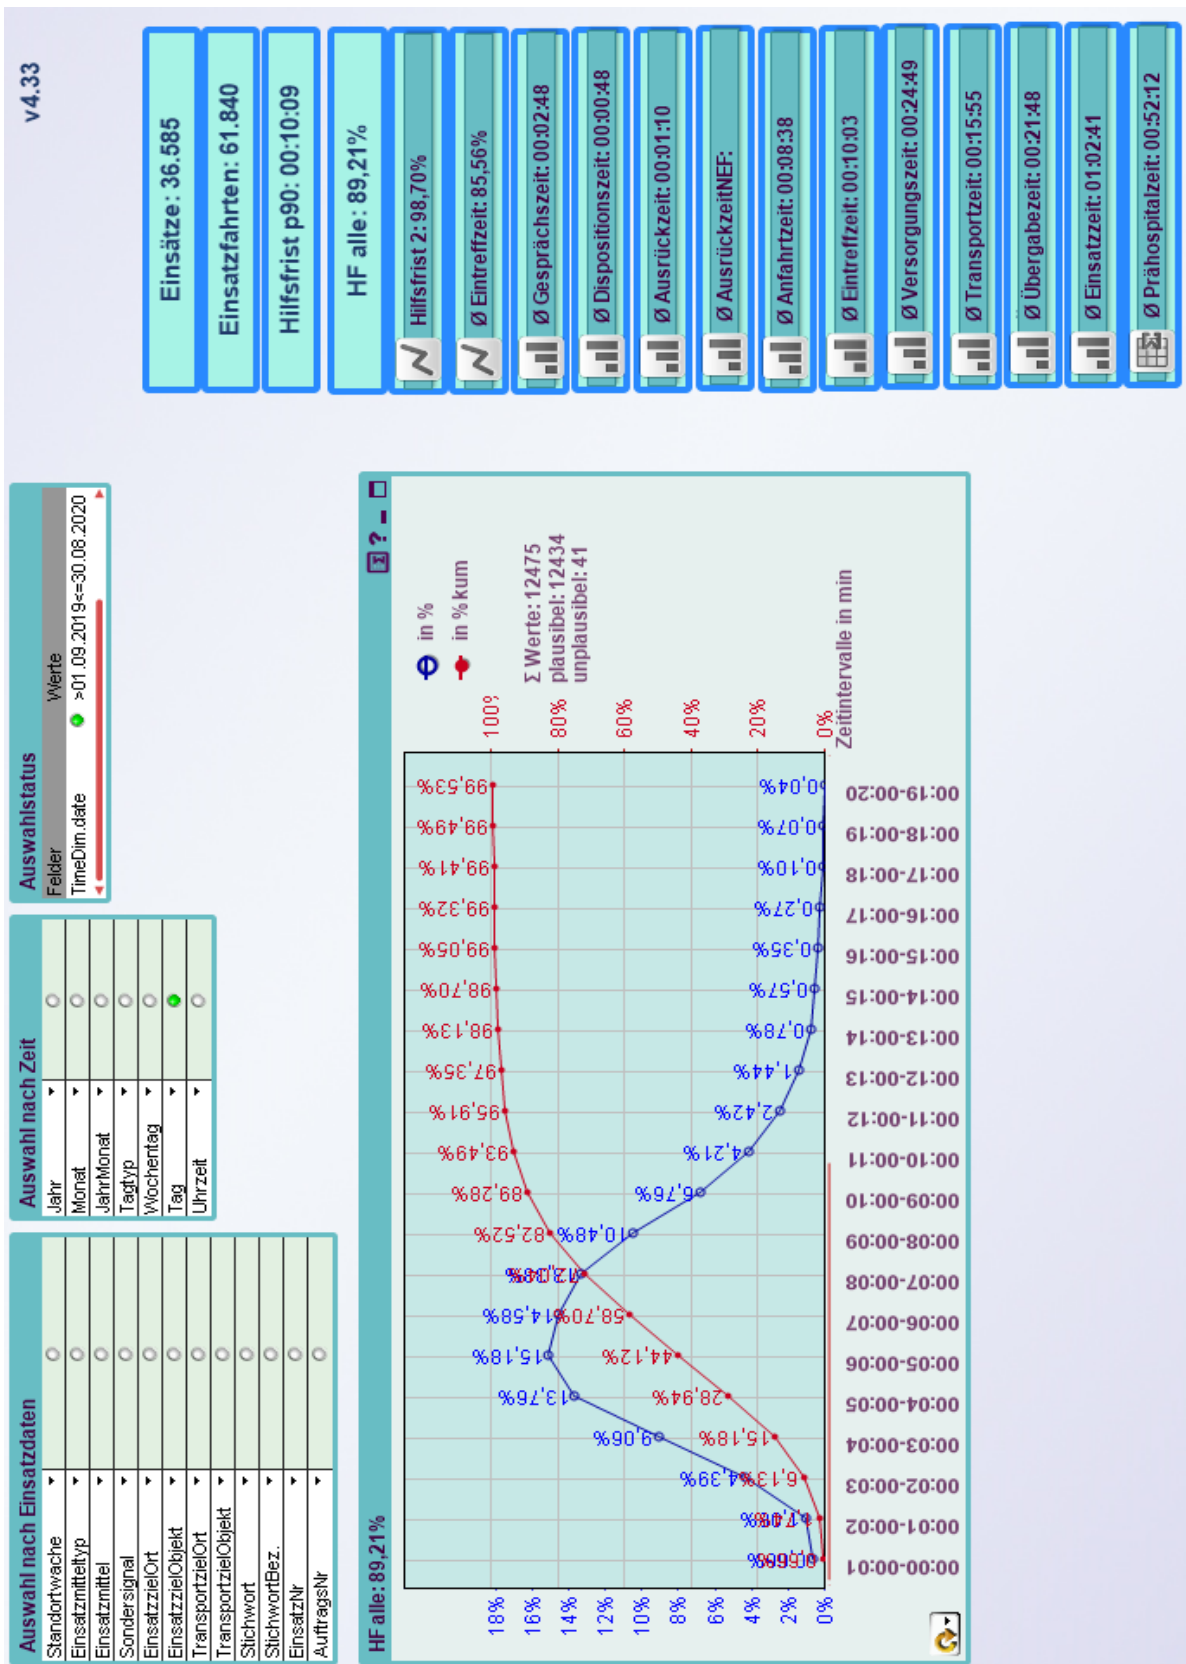 v4.33
Auswahl nach Einsatzdaten
Standortwache
Einsatzmitteltyp
Einsatzmittel
Sondersignal
EinsatzzielOrt
EinsatzzielObjekt
TransportzielOrt
TransportzielObjekt
Stichwort
StichwortBez.
EinsatzNr
AuftragsNr
Auswahl nach Zeit
Jahr
Monat
JahrMonat
Tagtyp
Wochentag
Tag
Uhrzeit
Auswahlstatus
Felder Werte
TimeDim.date >01.09.2019<=30.08.2020
Einsätze: 36.585
Einsatzfahrten: 61.840
Hilfsfrist p90: 00:10:09
HF alle: 89,21%
Hilfsfrist 2: 98,70%
Ø Eintreffzeit: 85,56%
Ø Gesprächszeit: 00:02:48
Ø Dispositionszeit: 00:00:48
Ø Ausrückzeit: 00:01:10
Ø AusrückzeitNEF:
Ø Anfahrtzeit: 00:08:38
Ø Eintreffzeit: 00:10:03
Ø Versorgungszeit: 00:24:49
Ø Transportzeit: 00:15:55
Ø Übergabezeit: 00:21:48
Ø Einsatzzeit: 01:02:41
Ø Prähospitalzeit: 00:52:12
HF alle: 89,21%
? 
in %
in % kum
Σ Werte: 12475
plausibel: 12434
unplausibel: 41
18%
16%
14%
12%
10%
8%
6%
4%
2%
0%
100%
80%
60%
40%
20%
0%
4,39%
9,06%
13,76%
15,18%
14,58%
10,48%
6,76%
4,21%
2,42%
1,44%
0,78%
0,57%
0,35%
0,27%
0,10%
0,07%
0,04%
6,13%
15,18%
28,94%
44,12%
58,70%
82,52%
89,28%
93,49%
95,91%
97,35%
98,13%
98,70%
99,05%
99,32%
99,41%
99,49%
99,53%
00:00-00:01
00:01-00:02
00:02-00:03
00:03-00:04
00:04-00:05
00:05-00:06
00:06-00:07
00:07-00:08
00:08-00:09
00:09-00:10
00:10-00:11
00:11-00:12
00:12-00:13
00:13-00:14
00:14-00:15
00:15-00:16
00:16-00:17
00:17-00:18
00:18-00:19
00:19-00:20
Zeitintervalle in min